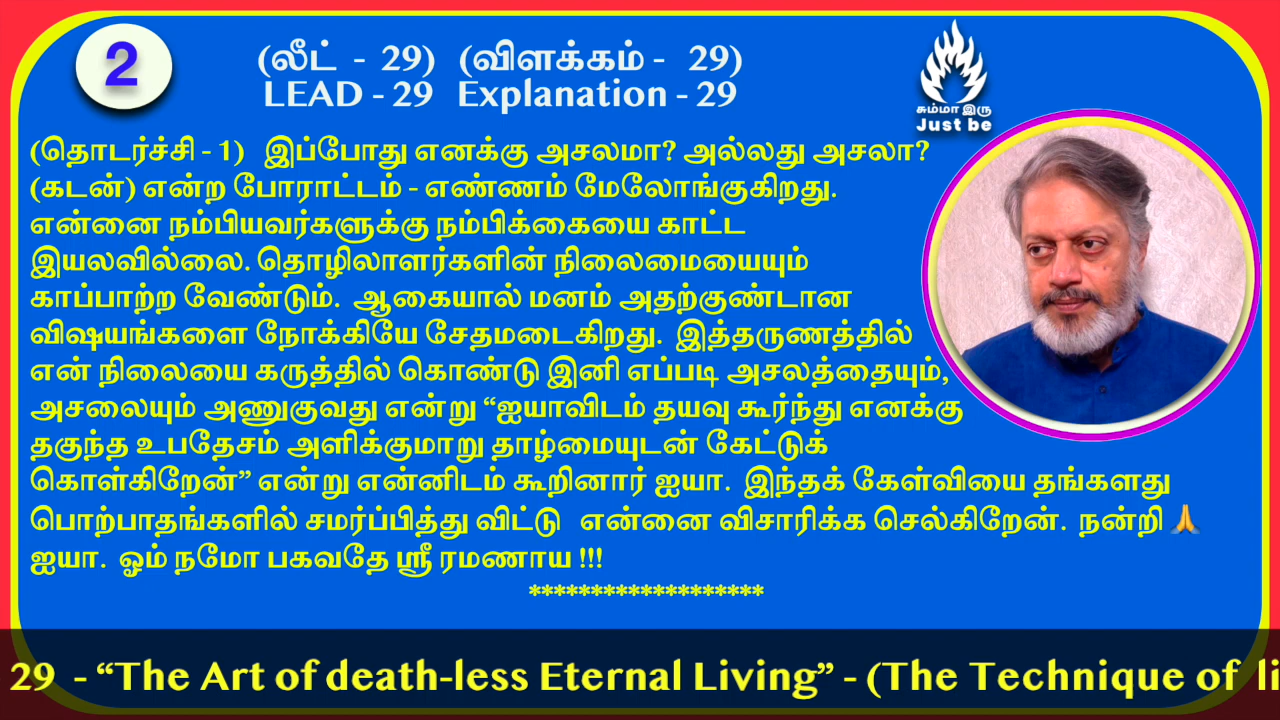 2
(லீட் - 29) (விளக்கம் - 29)
LEAD - 29 Explanation - 29
சும்மா இரு
Just be
(தொடர்ச்சி - 1) இப்போது எனக்கு அசலமா? அல்லது அசலா?
(கடன்) என்ற போராட்டம் - எண்ணம் மேலோங்குகிறது.
என்னை நம்பியவர்களுக்கு நம்பிக்கையை காட்ட
இயலவில்லை. தொழிலாளர்களின் நிலைமையையும்
காப்பாற்ற வேண்டும். ஆகையால் மனம் அதற்குண்டான
விஷயங்களை நோக்கியே சேதமடைகிறது. இத்தருணத்தில்
என் நிலையை கருத்தில் கொண்டு இனி எப்படி அசலத்தையும்,
அசலையும் அணுகுவது என்று “ஐயாவிடம் தயவு கூர்ந்து எனக்கு
தகுந்த உபதேசம் அளிக்குமாறு தாழ்மையுடன் கேட்டுக்
கொள்கிறேன்” என்று என்னிடம் கூறினார் ஐயா. இந்தக் கேள்வியை தங்களது
பொற்பாதங்களில் சமர்ப்பித்து விட்டு என்னை விசாரிக்க செல்கிறேன். நன்றி 🙏
ஐயா. ஓம் நமோ பகவதே ஸ்ரீ ரமணாய !!!
*******************
29 - “The Art of death-less Eternal Living” - (The Technique of li